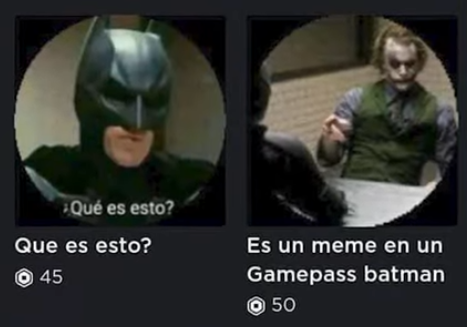 ¿Qué es esto?
Que es esto?
45
Es un meme en un
Gamepass batman
50